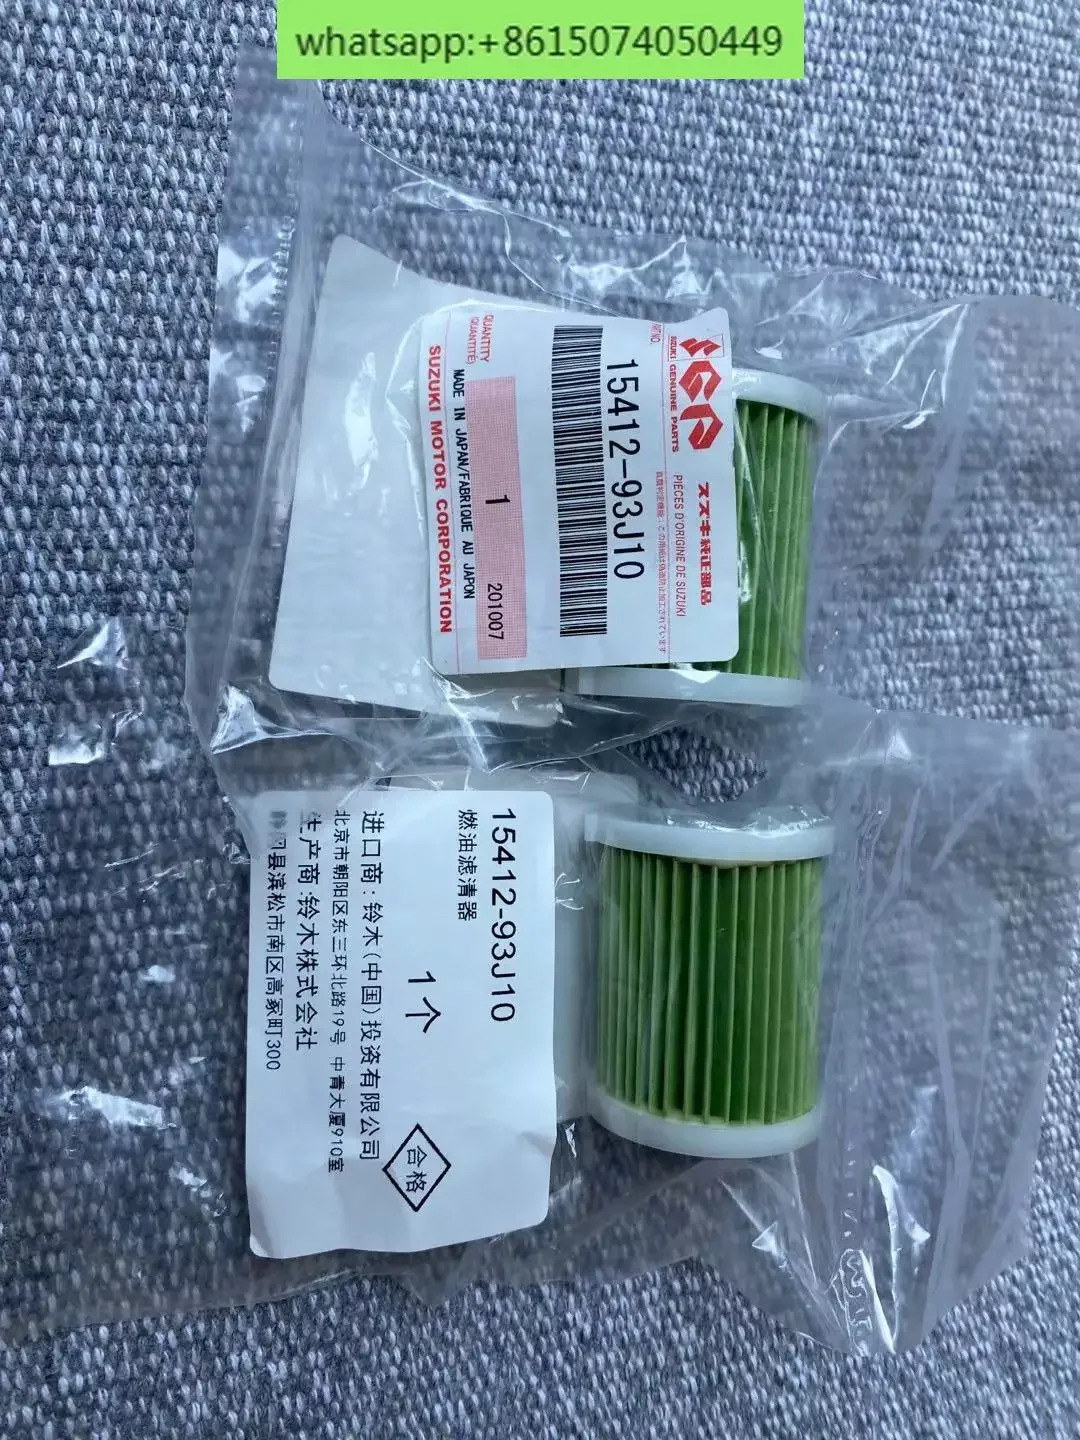 whatsapp:+8615074050449
SUZUKI GENUINE PARTS
スズキ純正部品
PIÈCES D'ORIGINE DE SUZUKI
15412-93J10
QUANTITY
(QUANTITÉ)
1
201007
MADE IN JAPAN/FABRIQUE AU JAPON
SUZUKI MOTOR CORPORATION
15412-93J10
燃油滤清器
1个
合格
进口商:铃木(中国)投资有限公司
北京市朝阳区东三环北路19号 中青大厦910室
生产商:铃木株式会社
县滨松市南区高冢町300